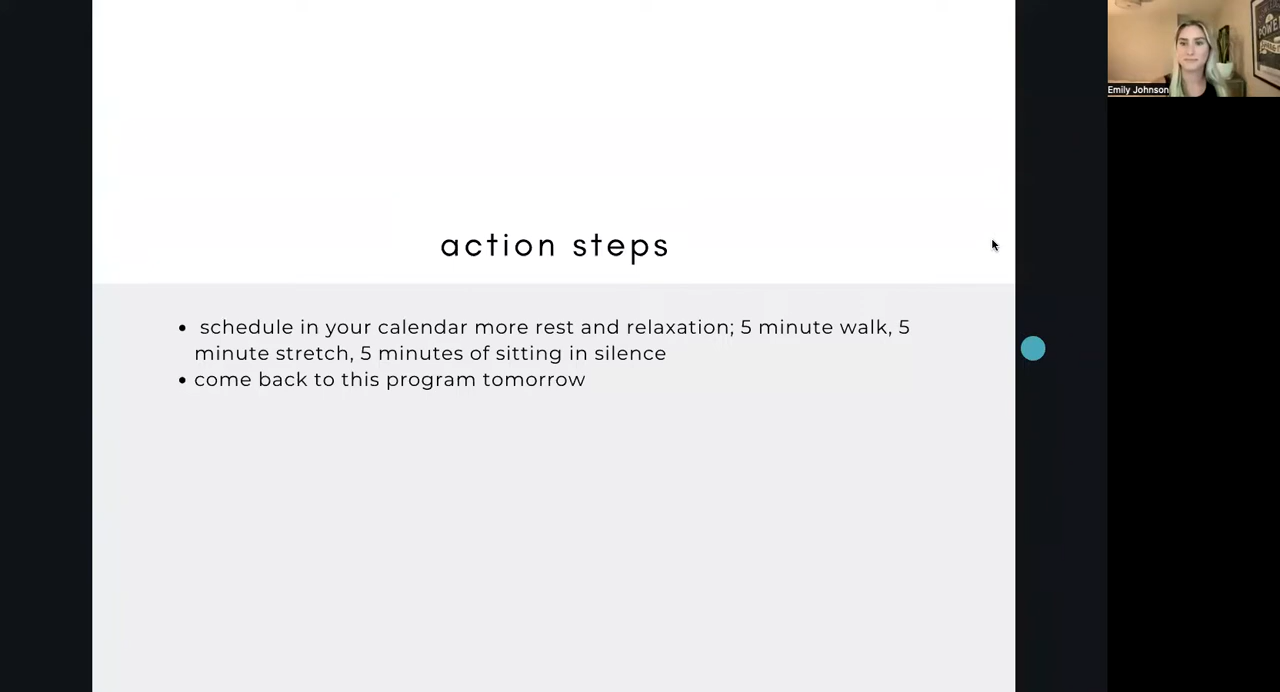 action steps
• schedule in your calendar more rest and relaxation; 5 minute walk, 5
minute stretch, 5 minutes of sitting in silence
• come back to this program tomorrow
Emily Johnson
POWER